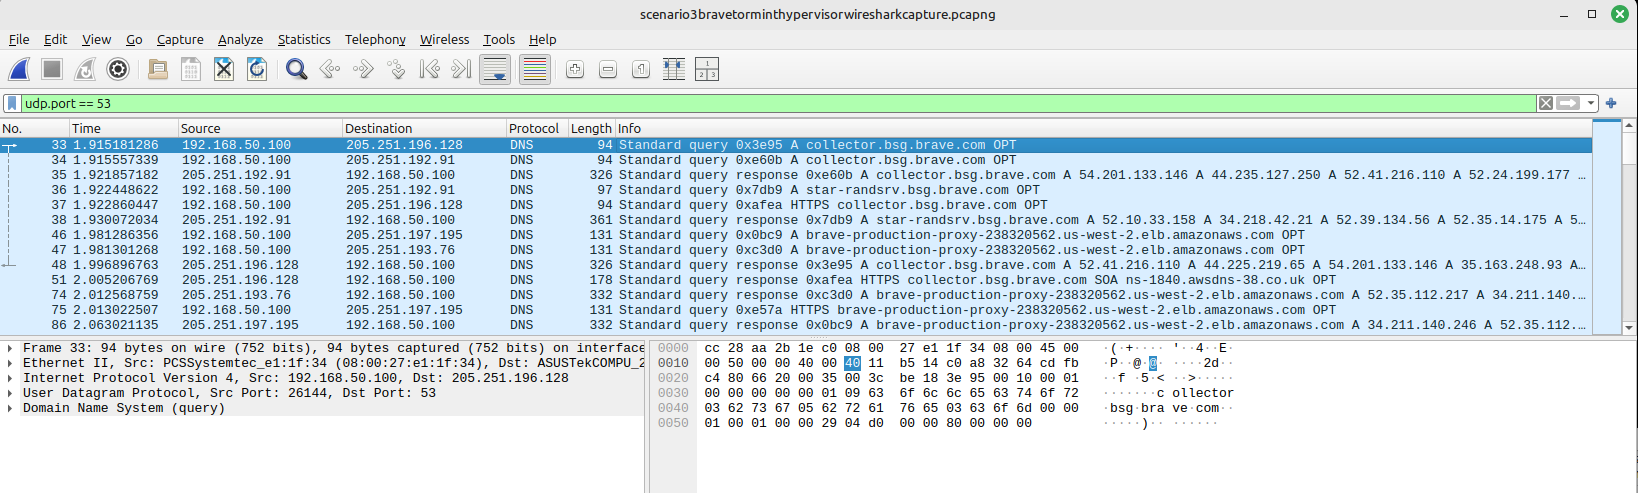 scenario3bravetorminthypervisorwiresharkcapture.pcapng
File Edit View Go Capture Analyze Statistics Telephony Wireless Tools Help
udp.port == 53
No. Time Source Destination Protocol Length Info
33 1.915181286 192.168.50.100 205.251.196.128 DNS 94 Standard query 0x3e95 A collector.bsg.brave.com OPT
34 1.915557339 192.168.50.100 205.251.192.91 DNS 94 Standard query 0xe60b A collector.bsg.brave.com OPT
35 1.921857182 205.251.192.91 192.168.50.100 DNS 326 Standard query response 0xe60b A collector.bsg.brave.com A 54.201.133.146 A 44.235.127.250 A 52.41.216.110 A 52.24.199.177 …
36 1.922448622 192.168.50.100 205.251.192.91 DNS 97 Standard query 0x7db9 A star-randsrv.bsg.brave.com OPT
37 1.922860447 192.168.50.100 205.251.196.128 DNS 94 Standard query 0xafea HTTPS collector.bsg.brave.com OPT
38 1.930072034 205.251.192.91 192.168.50.100 DNS 361 Standard query response 0x7db9 A star-randsrv.bsg.brave.com A 52.10.33.158 A 34.218.42.21 A 52.39.134.56 A 52.35.14.175 A 5…
46 1.981286356 192.168.50.100 205.251.197.195 DNS 131 Standard query 0x0bc9 A brave-production-proxy-238320562.us-west-2.elb.amazonaws.com OPT
47 1.981301268 192.168.50.100 205.251.193.76 DNS 131 Standard query 0xc3d0 A brave-production-proxy-238320562.us-west-2.elb.amazonaws.com OPT
48 1.996896763 205.251.196.128 192.168.50.100 DNS 326 Standard query response 0x3e95 A collector.bsg.brave.com A 52.41.216.110 A 44.225.219.65 A 54.201.133.146 A 35.163.248.93 A…
51 2.005206769 205.251.196.128 192.168.50.100 DNS 178 Standard query response 0xafea HTTPS collector.bsg.brave.com SOA ns-1840.awsdns-38.co.uk OPT
74 2.012568759 205.251.193.76 192.168.50.100 DNS 332 Standard query response 0xc3d0 A brave-production-proxy-238320562.us-west-2.elb.amazonaws.com A 52.35.112.217 A 34.211.140.…
75 2.013022507 192.168.50.100 205.251.197.195 DNS 131 Standard query 0xe57a HTTPS brave-production-proxy-238320562.us-west-2.elb.amazonaws.com OPT
86 2.063021135 205.251.197.195 192.168.50.100 DNS 332 Standard query response 0x0bc9 A brave-production-proxy-238320562.us-west-2.elb.amazonaws.com A 34.211.140.246 A 52.35.112.…
Frame 33: 94 bytes on wire (752 bits), 94 bytes captured (752 bits) on interface
Ethernet II, Src: PCSSystemtec_e1:1f:34 (08:00:27:e1:1f:34), Dst: ASUSTekCOMPU_2
Internet Protocol Version 4, Src: 192.168.50.100, Dst: 205.251.196.128
User Datagram Protocol, Src Port: 26144, Dst Port: 53
Domain Name System (query)
0000 cc 28 aa 2b 1e c0 08 00 27 e1 1f 34 08 00 45 00 ·(·+···· '··4··E·
0010 00 50 00 00 40 00 40 11 b5 14 c0 a8 32 64 cd fb ·P··@·@· ····2d··
0020 c4 80 66 20 00 35 00 3c be 18 3e 95 00 10 00 01 ··f ·5·< ··>·····
0030 00 00 00 00 00 01 09 63 6f 6c 6c 65 63 74 6f 72 ·······c ollector
0040 03 62 73 67 05 62 72 61 76 65 03 63 6f 6d 00 00 ·bsg·bra ve·com··
0050 01 00 01 00 00 29 04 d0 00 00 80 00 00 00 ·····)·· ······